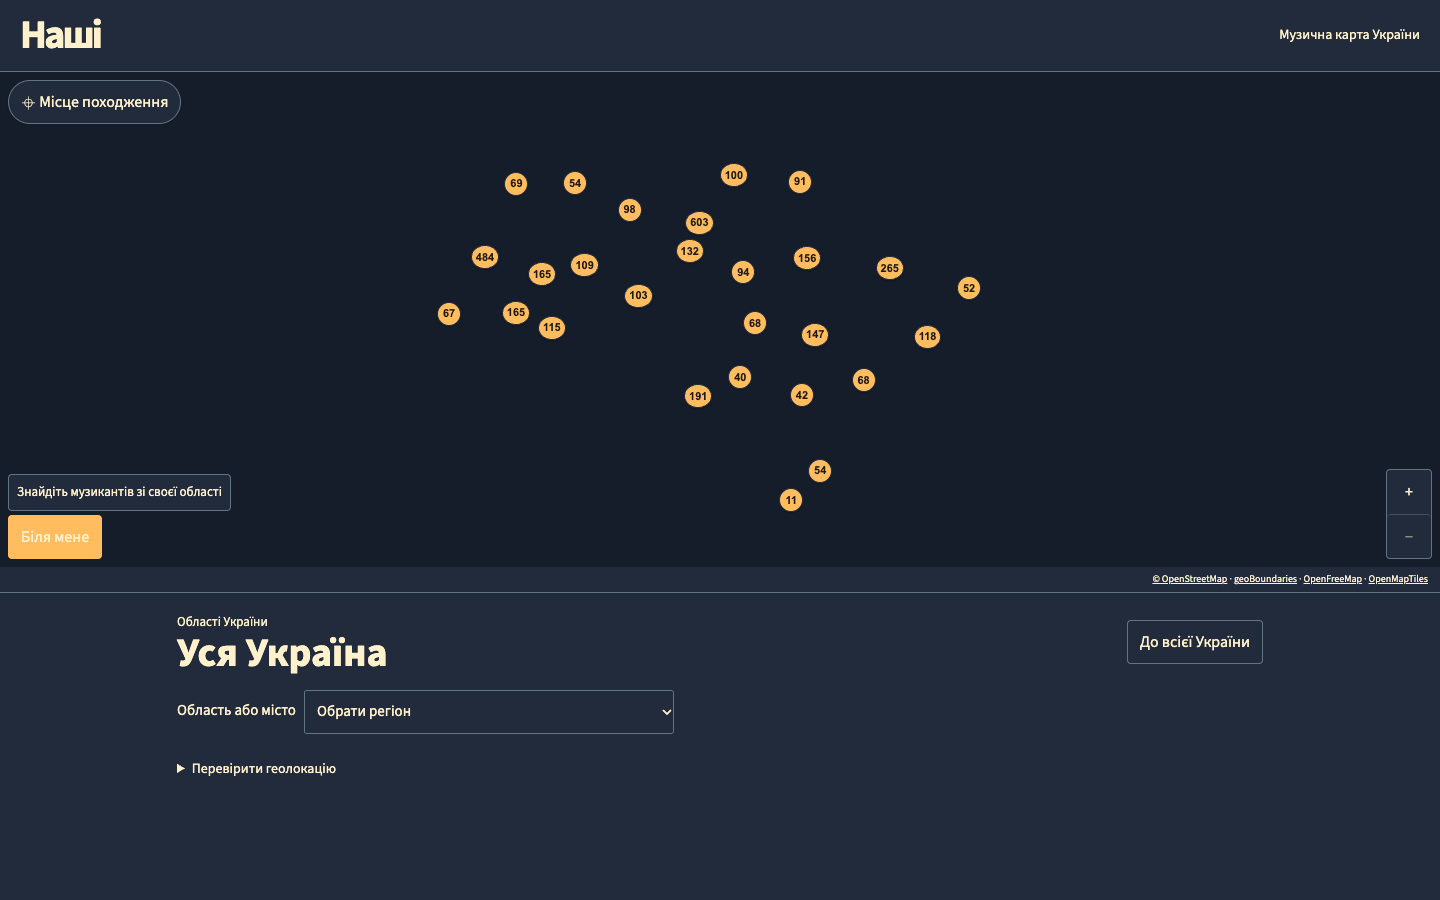 Наші
Музична карта України
Місце походження
100
91
69
54
98
603
132
484
109
156
94
265
165
52
103
67
165
115
68
147
118
40
68
191
42
54
11
Знайдіть музикантів зі своєї області
Біля мене
+
−
© OpenStreetMap · geoBoundaries · OpenFreeMap · OpenMapTiles
Області України
Уся Україна
До всієї України
Область або місто
Обрати регіон
Перевірити геолокацію